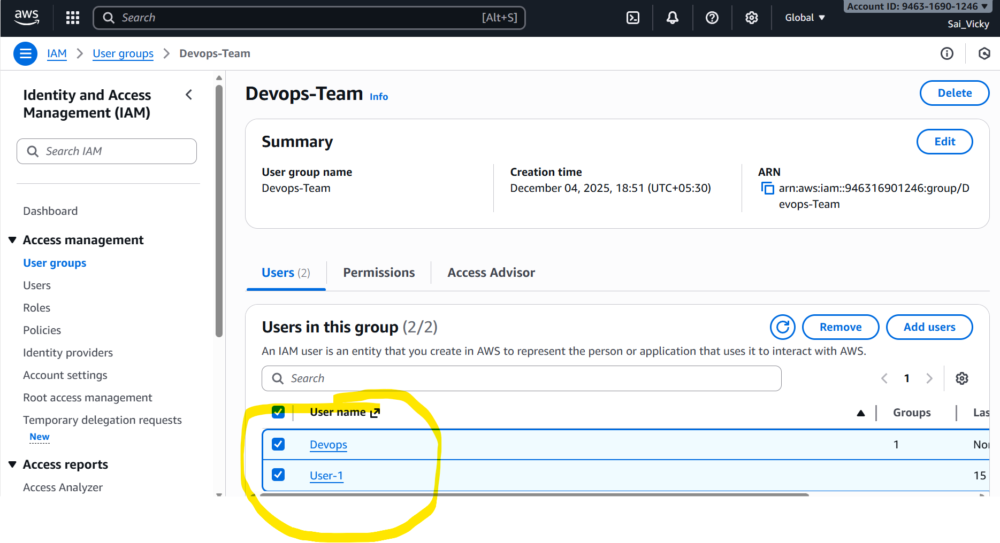 aws
Search [Alt+S]
Global
Account ID: 9463-1690-1246
Sai_Vicky
IAM
User groups
Devops-Team
Identity and Access
Management (IAM)
Search IAM
Dashboard
Access management
User groups
Users
Roles
Policies
Identity providers
Account settings
Root access management
Temporary delegation requests
New
Access reports
Access Analyzer
Devops-Team Info
Delete
Summary
Edit
User group name
Devops-Team
Creation time
December 04, 2025, 18:51 (UTC+05:30)
ARN
arn:aws:iam::946316901246:group/D
evops-Team
Users (2)
Permissions
Access Advisor
Users in this group (2/2)
Remove
Add users
An IAM user is an entity that you create in AWS to represent the person or application that uses it to interact with AWS.
Search
1
User name Groups Las
Devops 1 No
User-1 15